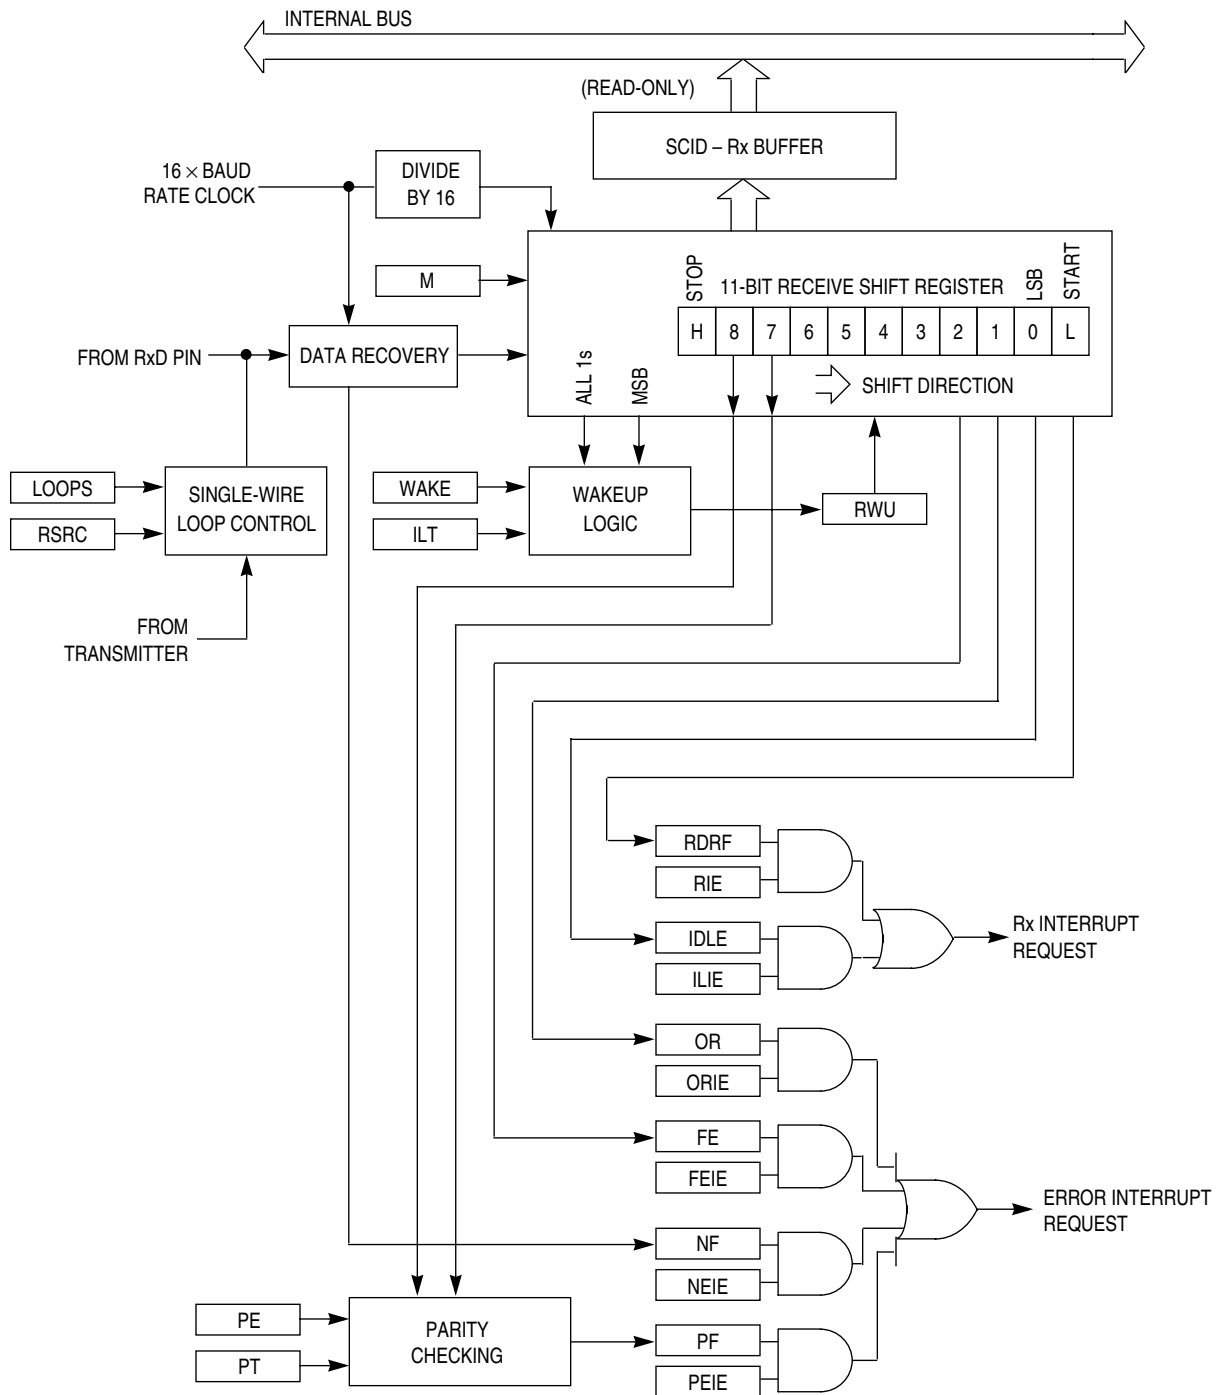 INTERNAL BUS
(READ-ONLY)
SCID – Rx BUFFER
16 × BAUD
RATE CLOCK
DIVIDE
BY 16
M
STOP
11-BIT RECEIVE SHIFT REGISTER
LSB
START
H 8 7 6 5 4 3 2 1 0 L
FROM RxD PIN
DATA RECOVERY
ALL 1s
MSB
SHIFT DIRECTION
LOOPS
RSRC
SINGLE-WIRE
LOOP CONTROL
WAKE
ILT
WAKEUP
LOGIC
RWU
FROM
TRANSMITTER
RDRF
RIE
IDLE
ILIE
Rx INTERRUPT
REQUEST
OR
ORIE
FE
FEIE
ERROR INTERRUPT
REQUEST
NF
NEIE
PE
PT
PARITY
CHECKING
PF
PEIE